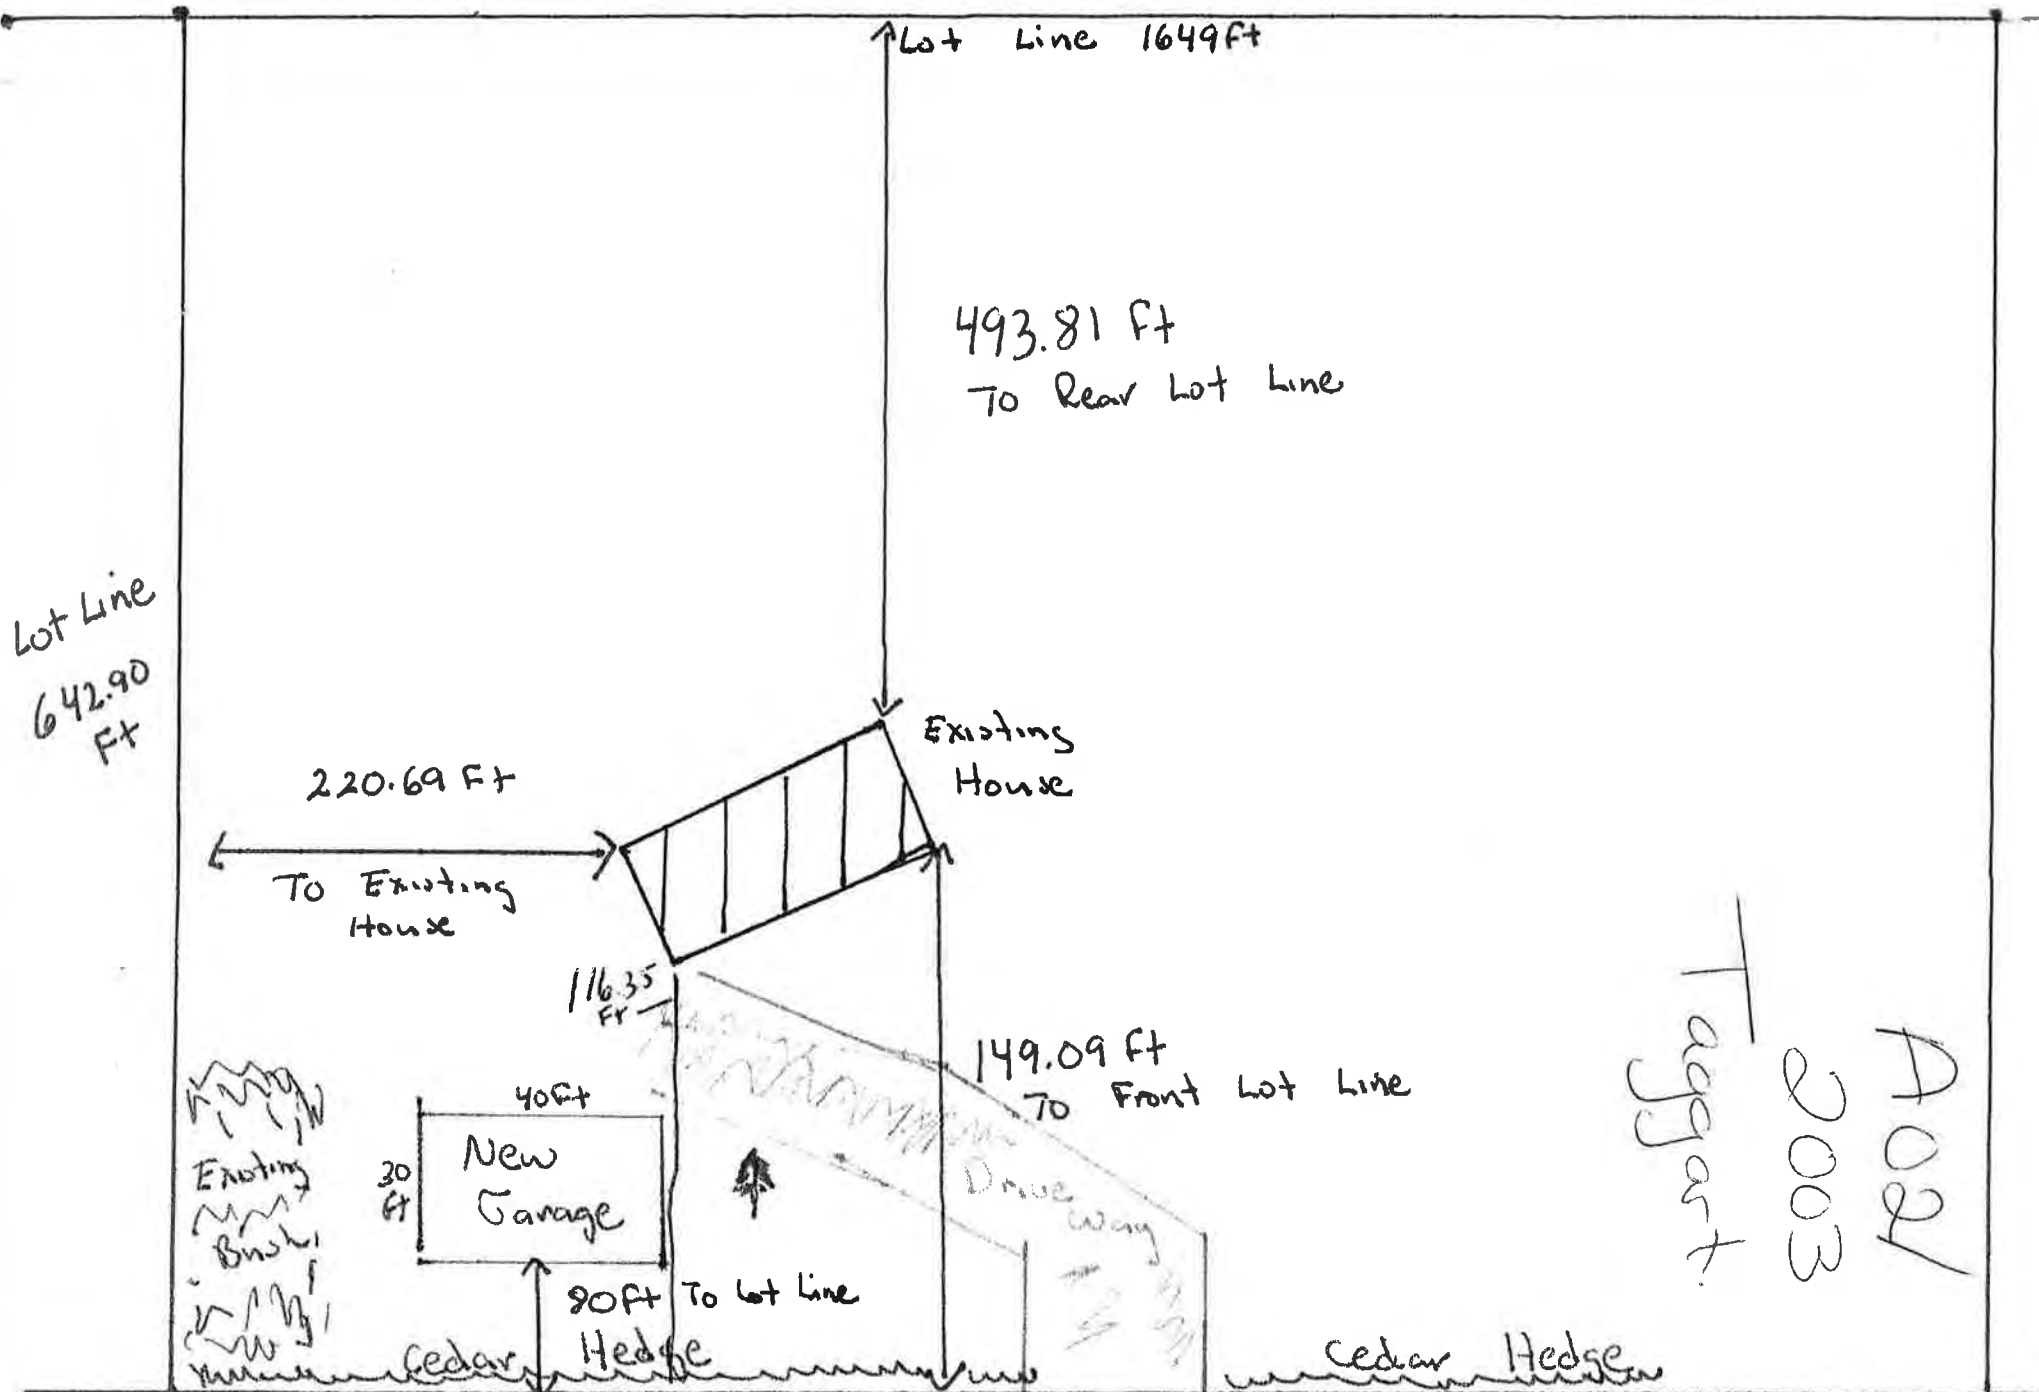 Lot Line 1649Ft
493.81 Ft
To Rear Lot Line
Lot Line
642.90
Ft
Existing
House
220.69 Ft
To Existing
House
116.35
Ft
149.09 Ft
To Front Lot Line
40Ft
30
Ft
New
Garage
Existing
Bush
Drive
way
80Ft To Lot Line
Cedar Hedge
Cedar Hedge
A02/
2003
Taggart.